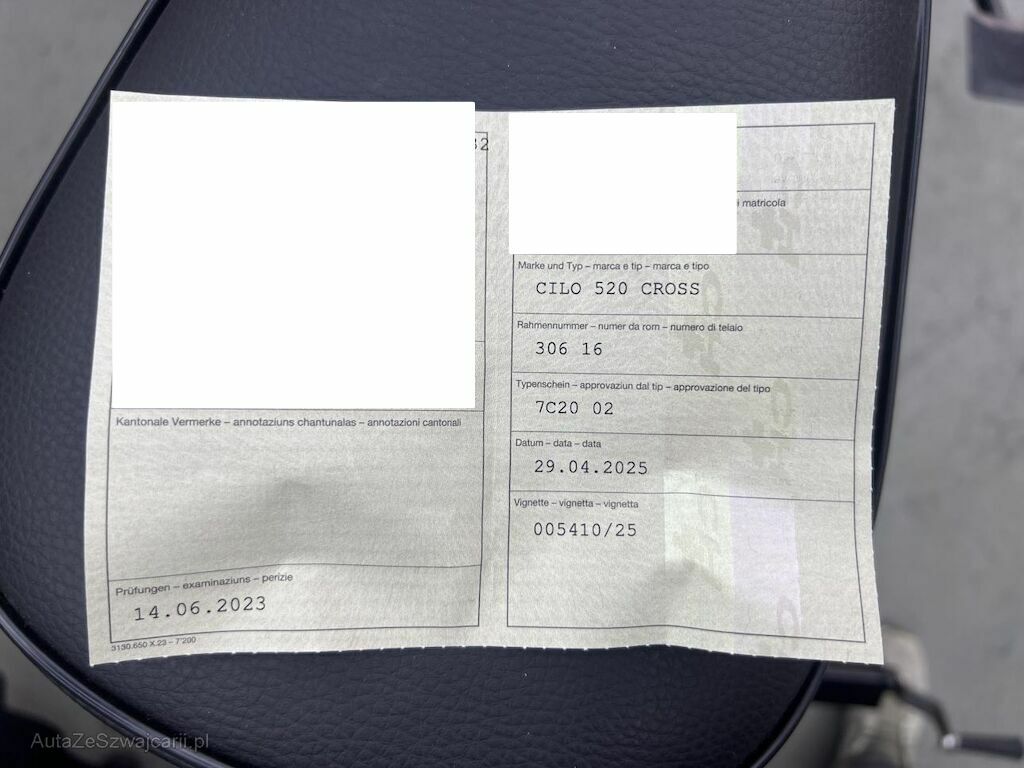 32
Kantonale Vermerke – annotaziuns chantunalas – annotazioni cantonali
Prüfungen – examinaziuns – perizie
14.06.2023
3130.650 X.23 – 7'200
matricola
Marke und Typ – marca e tip – marca e tipo
CILO 520 CROSS
Rahmennummer – numer da rom – numero di telaio
306 16
Typenschein – approvaziun dal tip – approvazione del tipo
7C20 02
Datum – data – data
29.04.2025
Vignette – vignetta – vignetta
005410/25
AutaZeSzwajcarii.pl